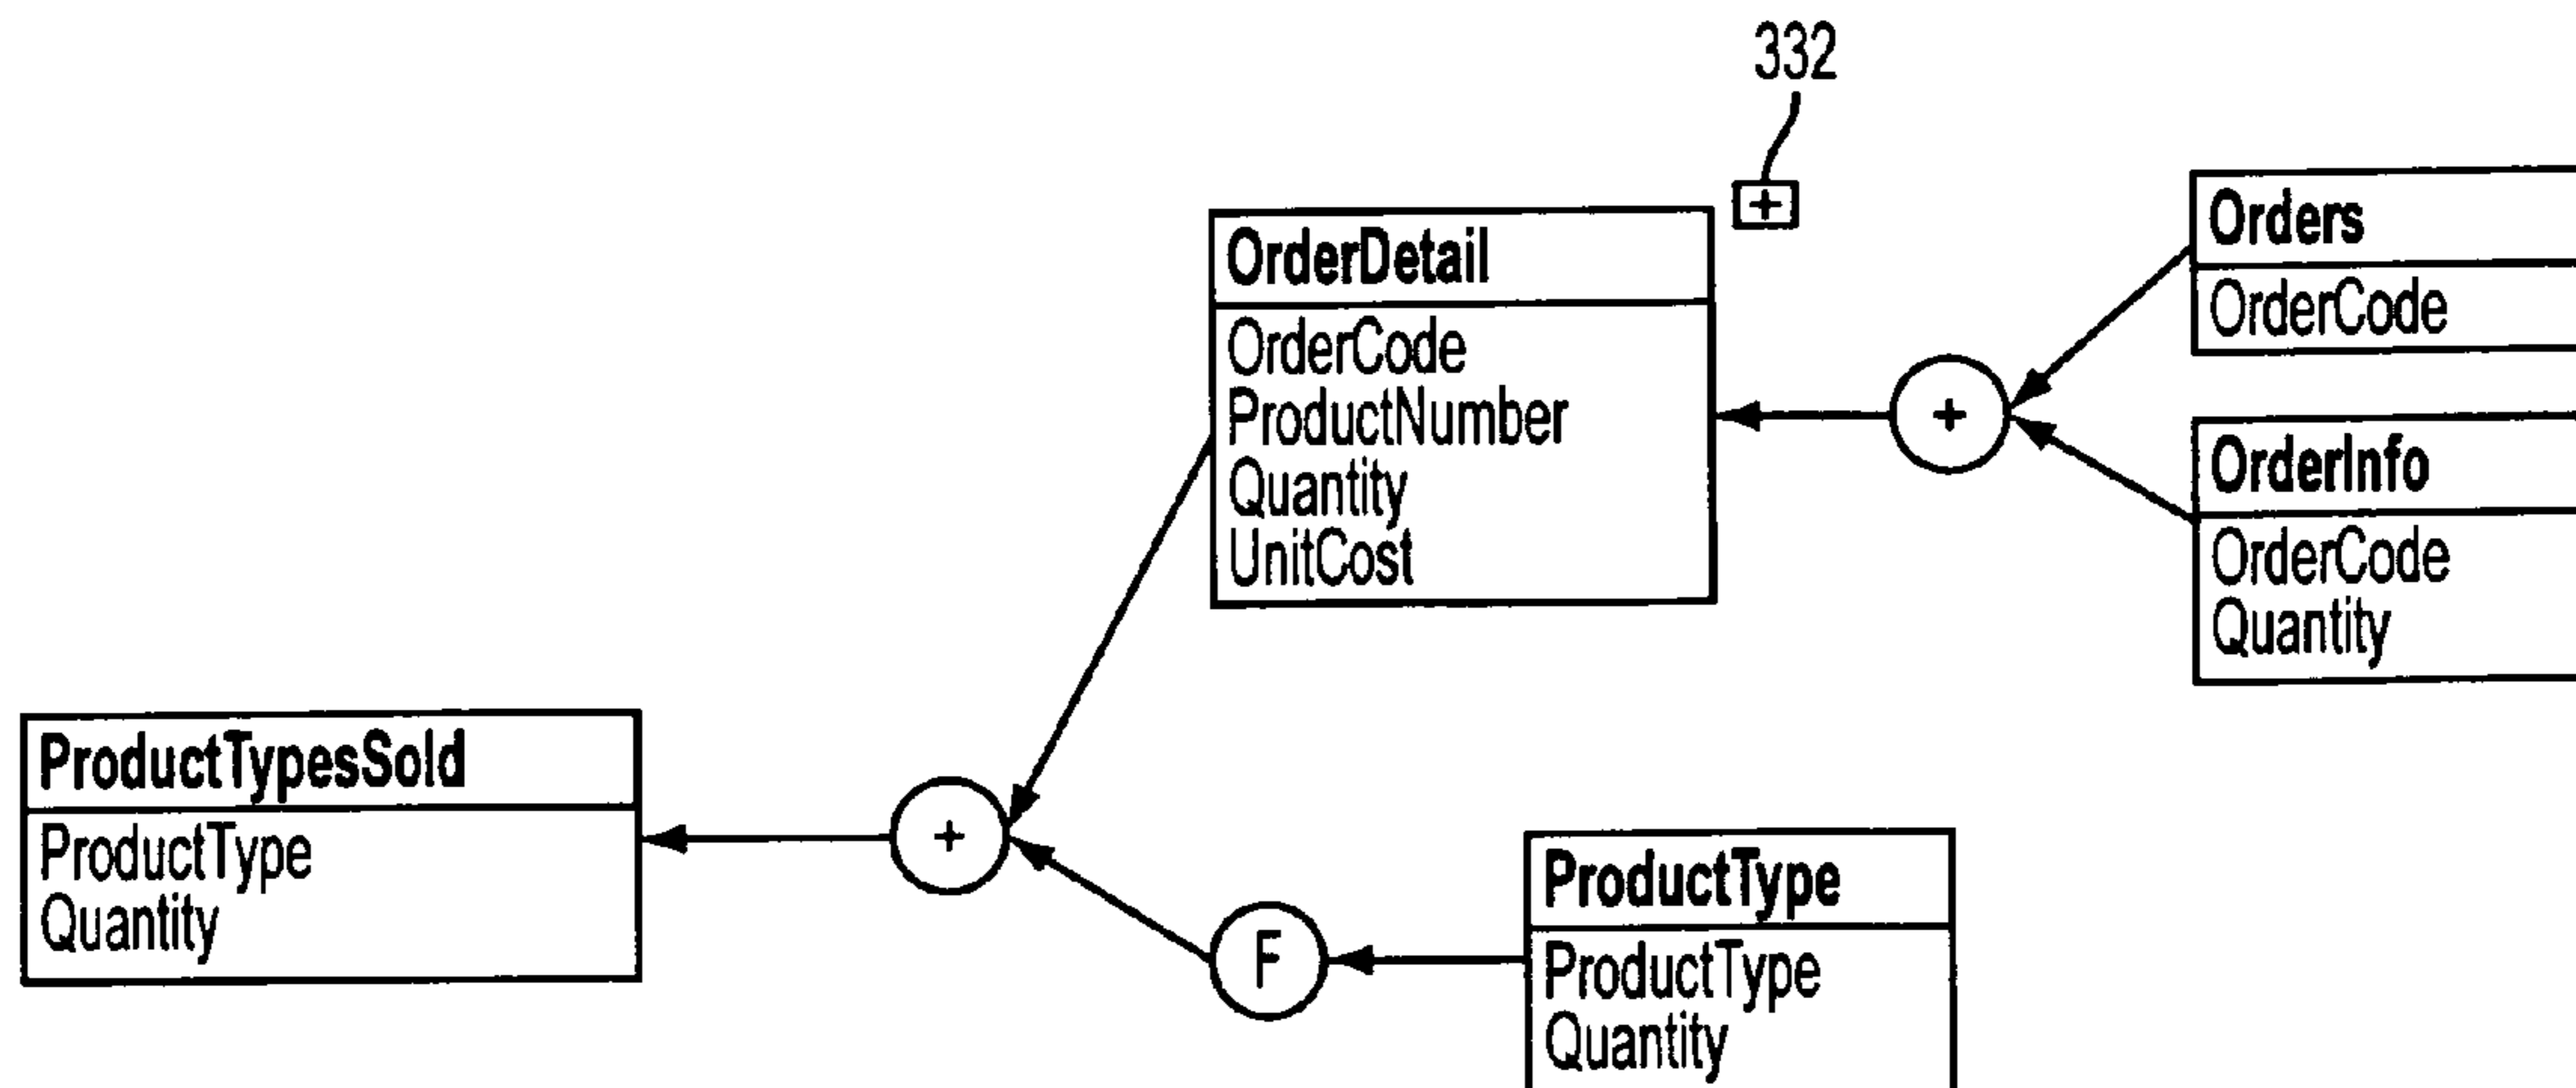 332
+
OrderDetail
OrderCode
ProductNumber
Quantity
UnitCost
+
Orders
OrderCode
OrderInfo
OrderCode
Quantity
ProductTypesSold
ProductType
Quantity
+
F
ProductType
ProductType
Quantity